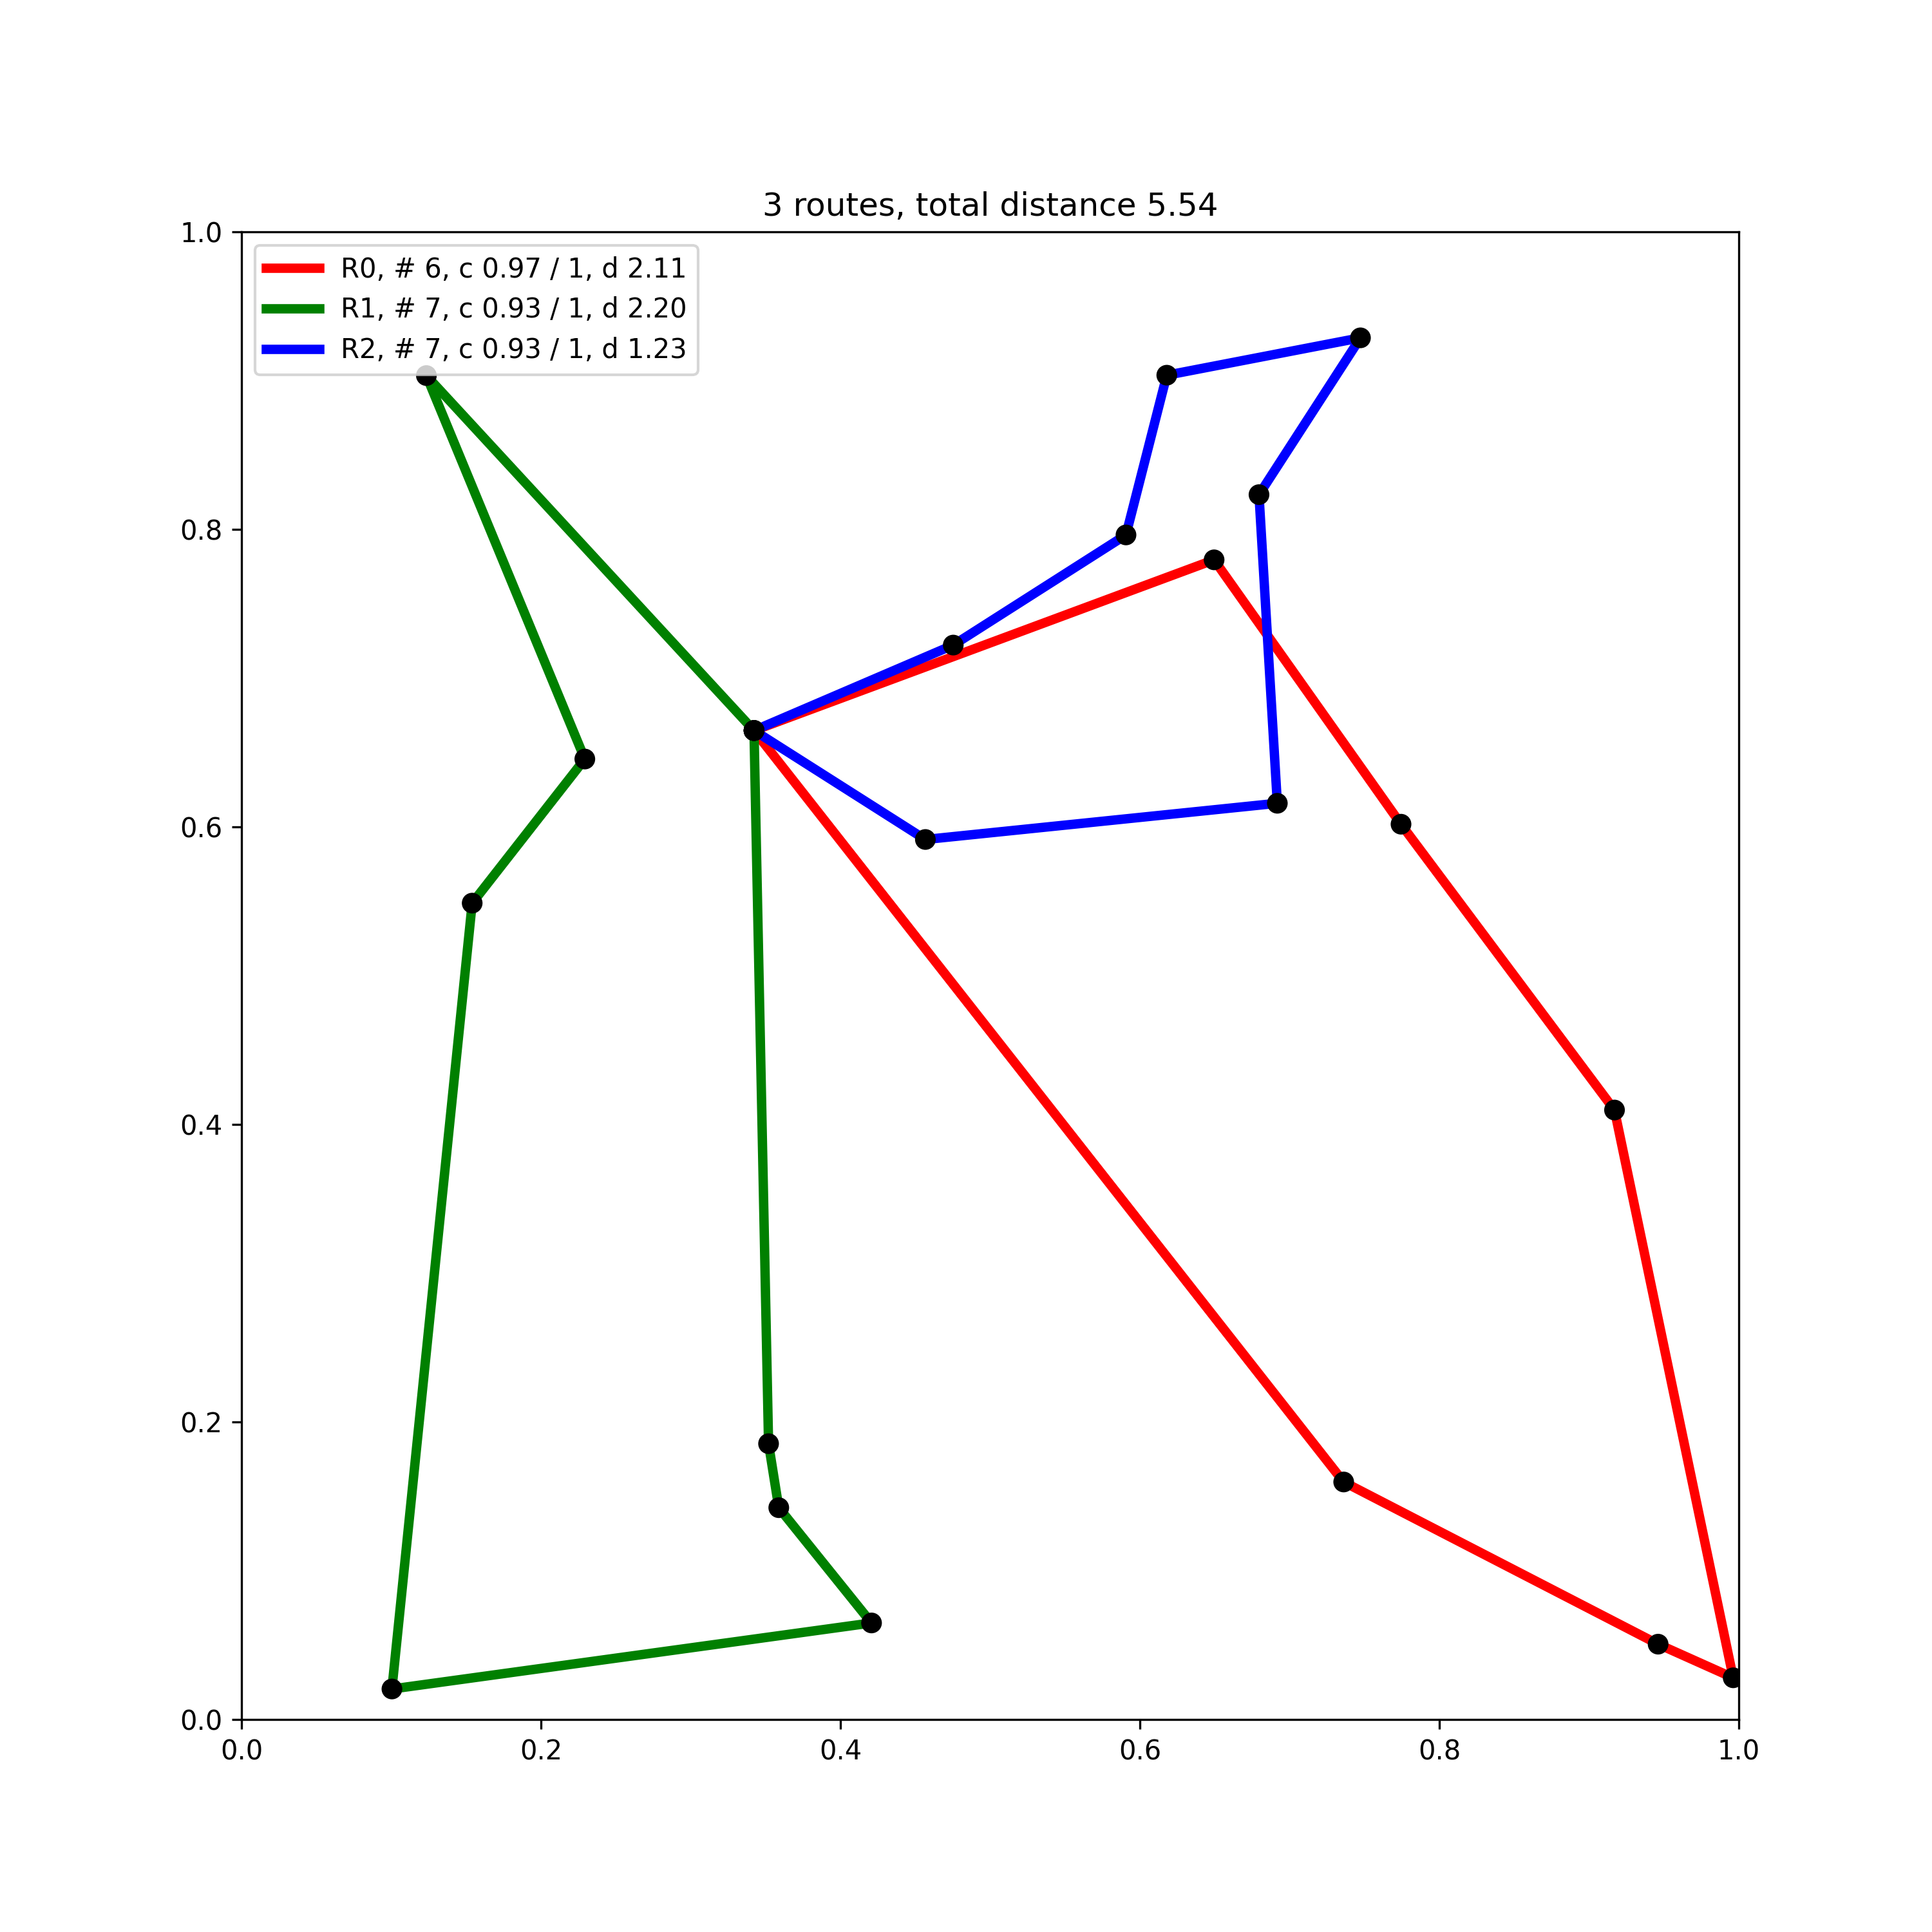 3 routes, total distance 5.54
1.0
R0, # 6, c 0.97 / 1, d 2.11
R1, # 7, c 0.93 / 1, d 2.20
R2, # 7, c 0.93 / 1, d 1.23
0.8
0.6
0.4
0.2
0.0
0.0 0.2 0.4 0.6 0.8 1.0